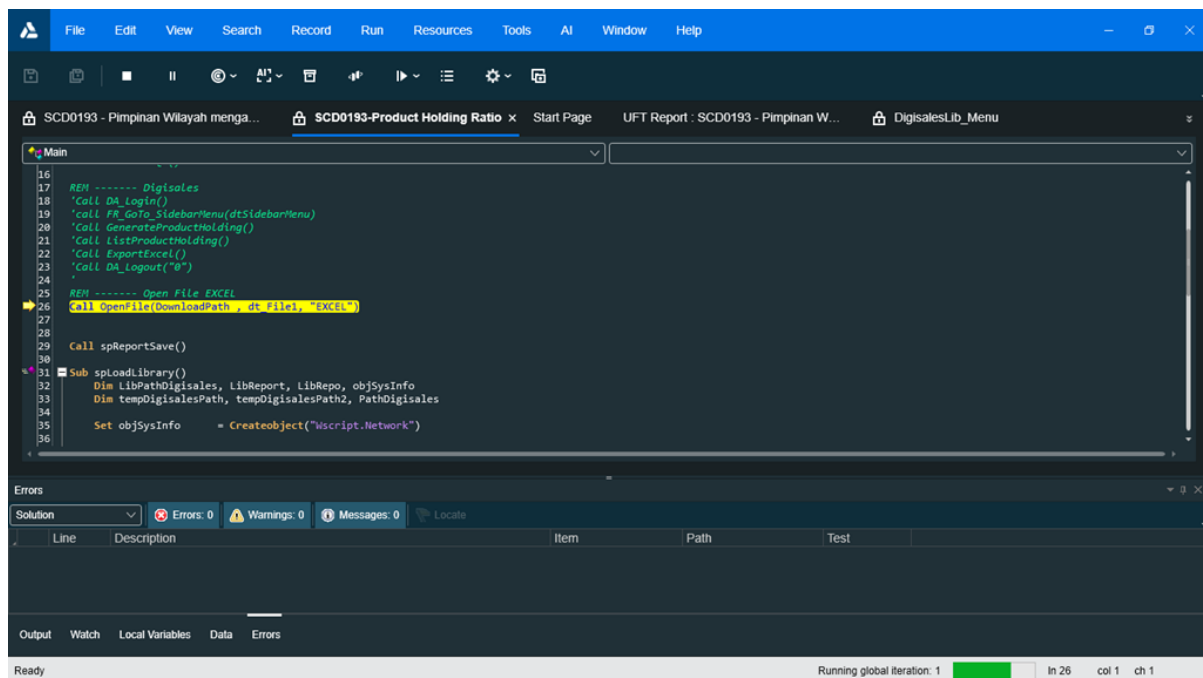 File Edit View Search Record Run Resources Tools AI Window Help
SCD0193 - Pimpinan Wilayah menga... SCD0193-Product Holding Ratio × Start Page UFT Report : SCD0193 - Pimpinan W... DigisalesLib_Menu
Main
16
17 REM ------- Digisales
18 'Call DA_Login()
19 'call FR_GoTo_SidebarMenu(dtSidebarMenu)
20 'Call GenerateProductHolding()
21 'Call ListProductHolding()
22 'Call ExportExcel()
23 'Call DA_Logout("0")
24 '
25 REM ------- Open File EXCEL
26 Call OpenFile(DownloadPath , dt_File1, "EXCEL")
27
28
29 Call spReportSave()
30
31 Sub spLoadLibrary()
32 Dim LibPathDigisales, LibReport, LibRepo, objSysInfo
33 Dim tempDigisalesPath, tempDigisalesPath2, PathDigisales
34
35 Set objSysInfo = Createobject("Wscript.Network")
36
Errors
Solution Errors: 0 Warnings: 0 Messages: 0 Locate
Line Description Item Path Test
Output Watch Local Variables Data Errors
Ready Running global iteration: 1 ln 26 col 1 ch 1